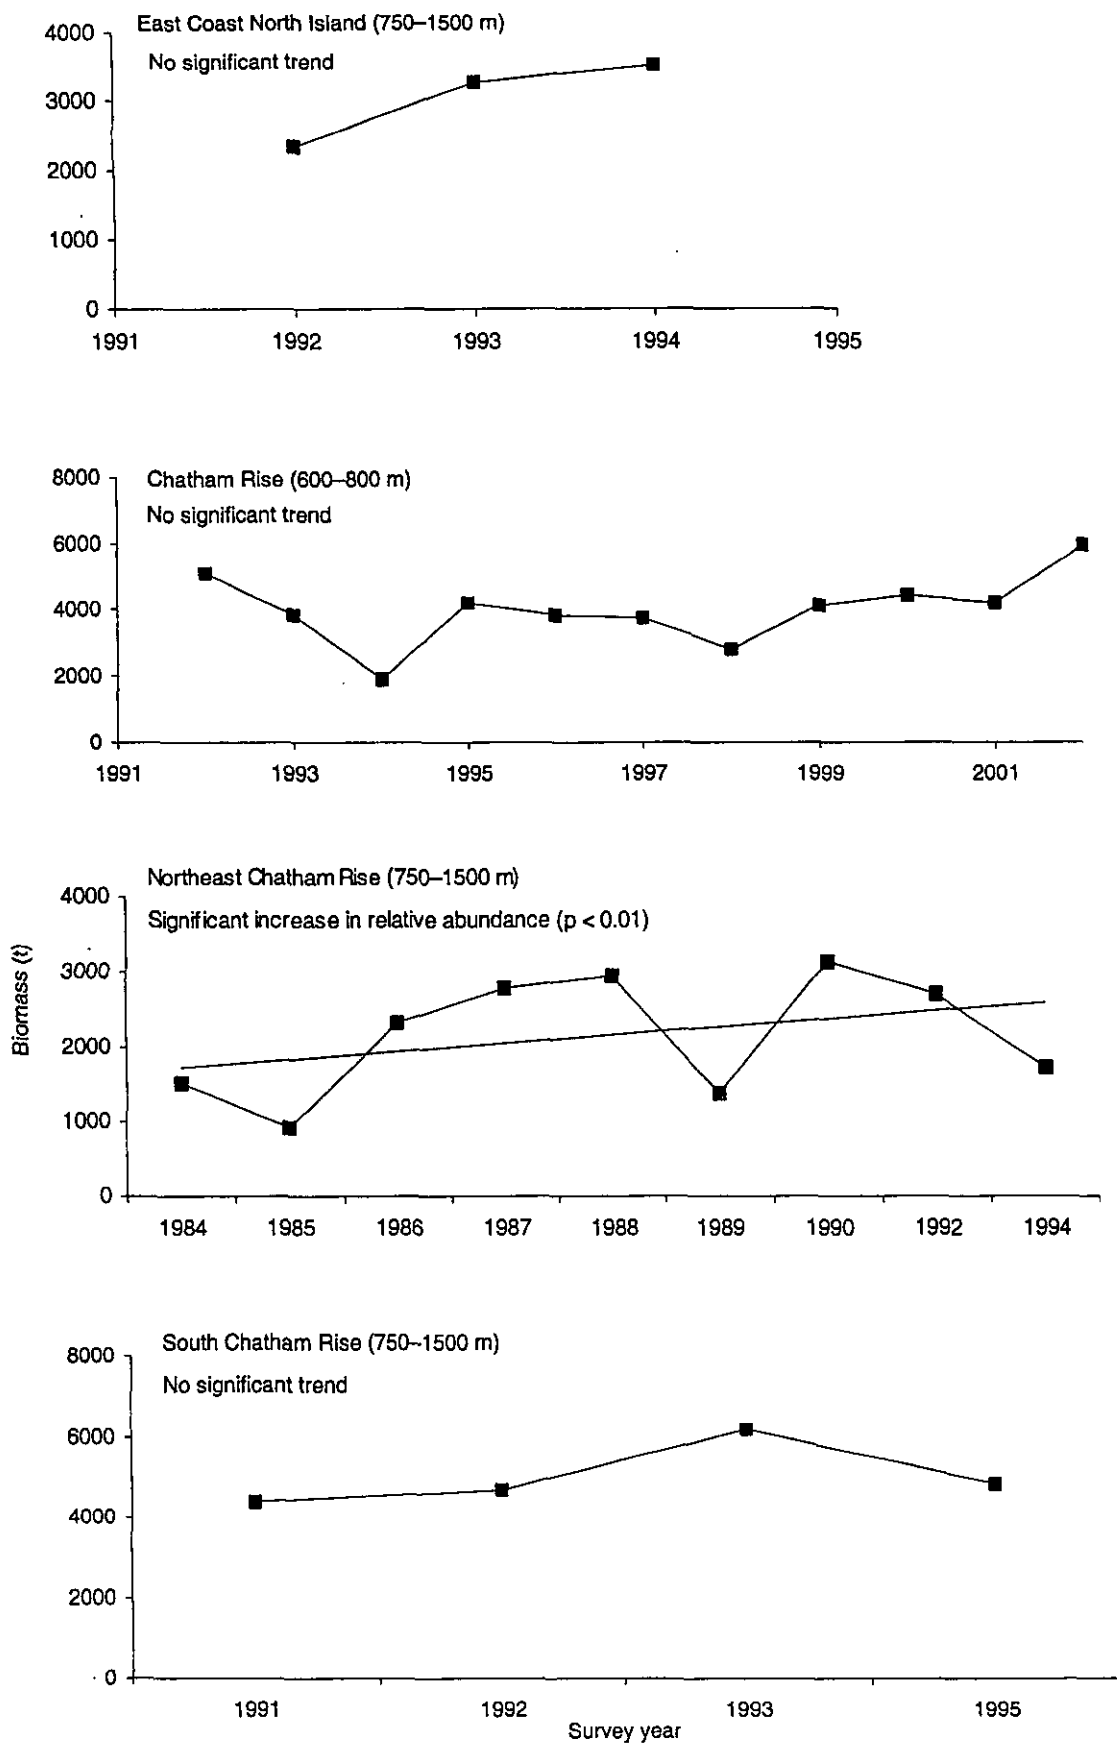 East Coast North Island (750–1500 m)
No significant trend
4000
3000
2000
1000
0
1991 1992 1993 1994 1995
Chatham Rise (600–800 m)
No significant trend
8000
6000
4000
2000
0
1991 1993 1995 1997 1999 2001
Northeast Chatham Rise (750–1500 m)
Significant increase in relative abundance (p < 0.01)
4000
3000
2000
1000
0
Biomass (t)
1984 1985 1986 1987 1988 1989 1990 1992 1994
South Chatham Rise (750–1500 m)
No significant trend
8000
6000
4000
2000
0
1991 1992 1993 1995
Survey year